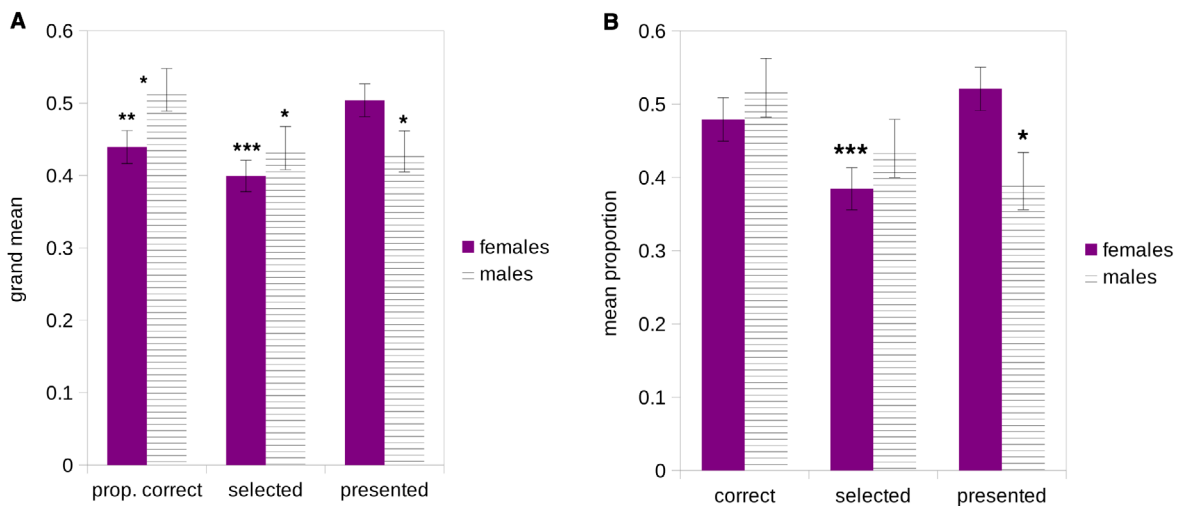 A
0.6
0.5
0.4
0.3
0.2
0.1
0
grand mean
*
**
***
*
*
prop. correct selected presented
females
males
B
0.6
0.5
0.4
0.3
0.2
0.1
0
mean proportion
***
*
correct selected presented
females
males